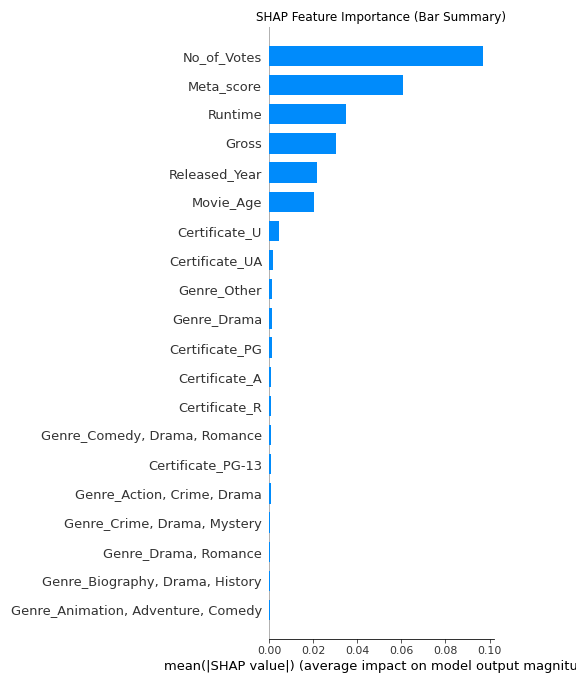 SHAP Feature Importance (Bar Summary)
No_of_Votes
Meta_score
Runtime
Gross
Released_Year
Movie_Age
Certificate_U
Certificate_UA
Genre_Other
Genre_Drama
Certificate_PG
Certificate_A
Certificate_R
Genre_Comedy, Drama, Romance
Certificate_PG-13
Genre_Action, Crime, Drama
Genre_Crime, Drama, Mystery
Genre_Drama, Romance
Genre_Biography, Drama, History
Genre_Animation, Adventure, Comedy
0.00 0.02 0.04 0.06 0.08 0.10
mean(|SHAP value|) (average impact on model output magnitu